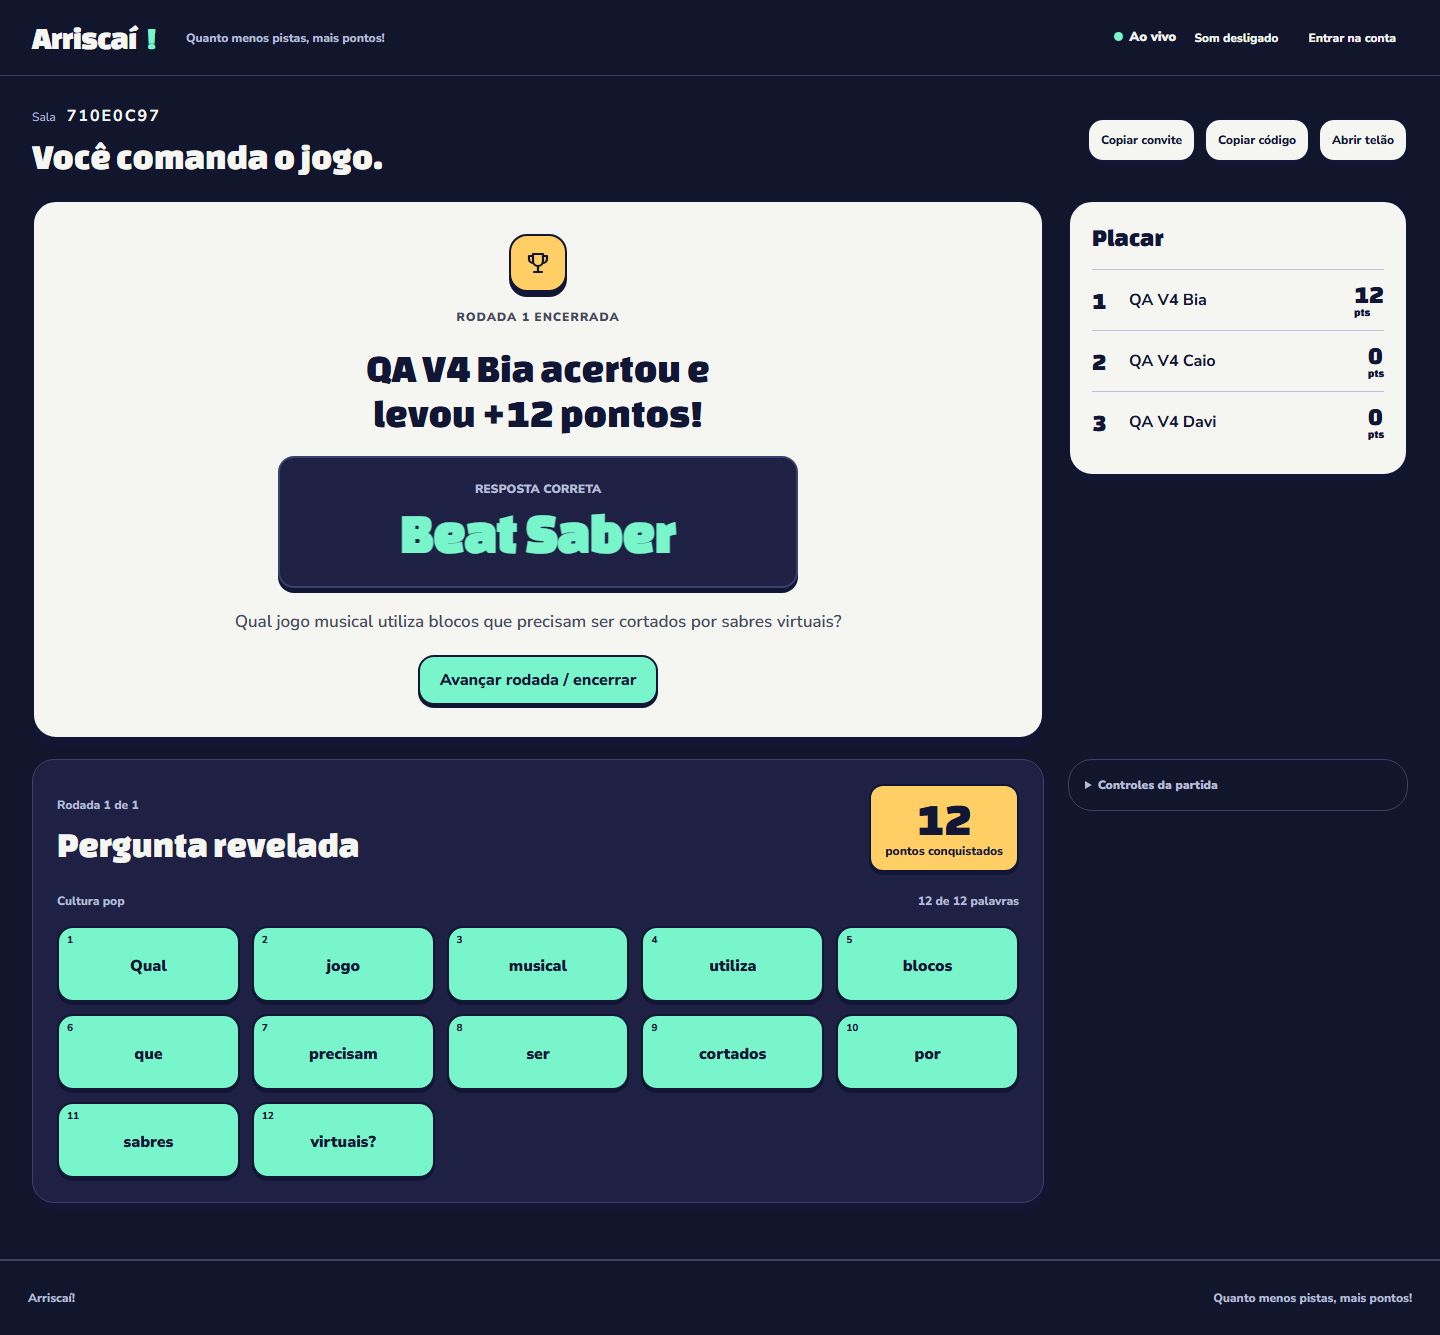 Arriscaí !
Quanto menos pistas, mais pontos!
Ao vivo
Som desligado
Entrar na conta
Sala 710E0C97
Você comanda o jogo.
Copiar convite
Copiar código
Abrir telão
RODADA 1 ENCERRADA
QA V4 Bia acertou e
levou +12 pontos!
RESPOSTA CORRETA
Beat Saber
Qual jogo musical utiliza blocos que precisam ser cortados por sabres virtuais?
Avançar rodada / encerrar
Placar
1 QA V4 Bia 12
pts
2 QA V4 Caio 0
pts
3 QA V4 Davi 0
pts
Rodada 1 de 1
Pergunta revelada
12
pontos conquistados
Cultura pop
12 de 12 palavras
1
Qual
2
jogo
3
musical
4
utiliza
5
blocos
6
que
7
precisam
8
ser
9
cortados
10
por
11
sabres
12
virtuais?
Controles da partida
Arriscaí!
Quanto menos pistas, mais pontos!